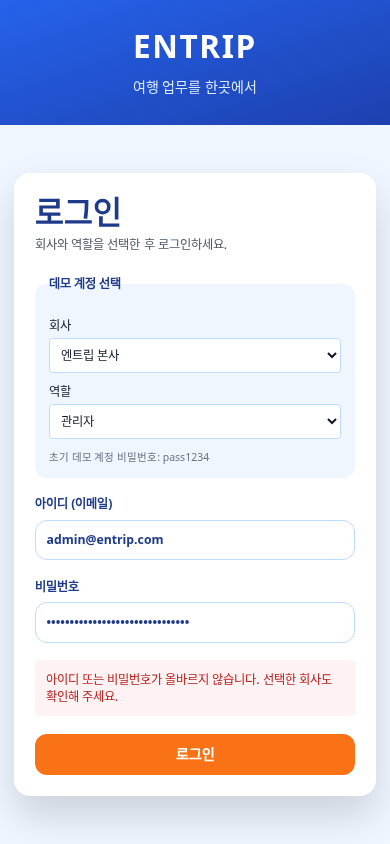 ENTRIP
여행 업무를 한곳에서
로그인
회사와 역할을 선택한 후 로그인하세요.
데모 계정 선택
회사
엔트립 본사
역할
관리자
초기 데모 계정 비밀번호: pass1234
아이디 (이메일)
admin@entrip.com
비밀번호
•••••••••••••••••••••••••••••••
아이디 또는 비밀번호가 올바르지 않습니다. 선택한 회사도
확인해 주세요.
로그인